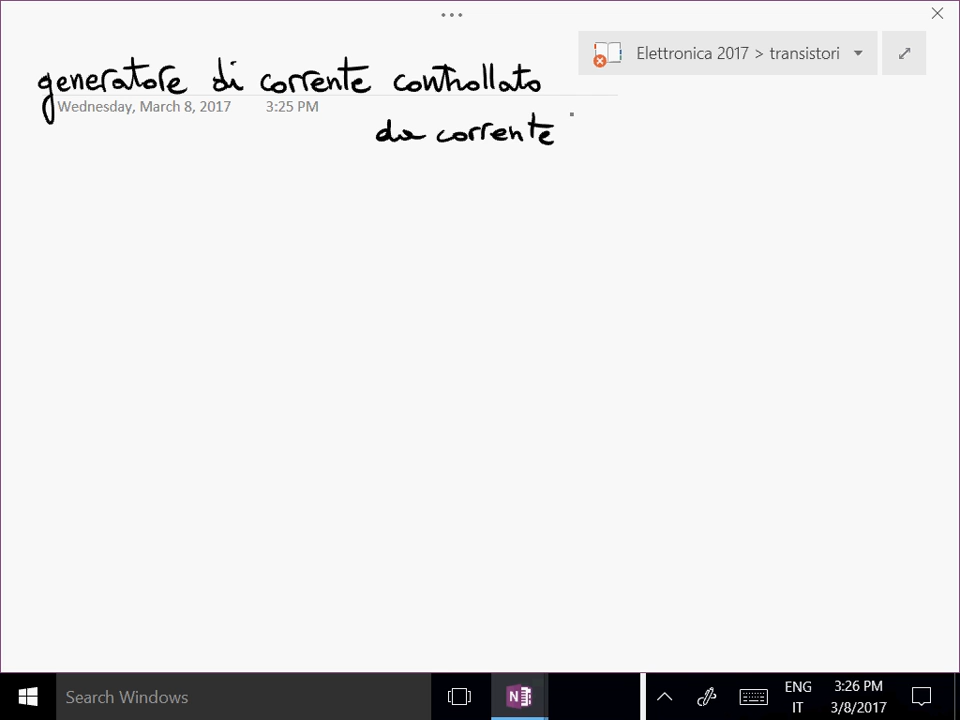 Elettronica 2017 > transistori
generatore di corrente controllato
Wednesday, March 8, 2017 3:25 PM
da corrente
Search Windows
N
ENG
IT
3:26 PM
3/8/2017